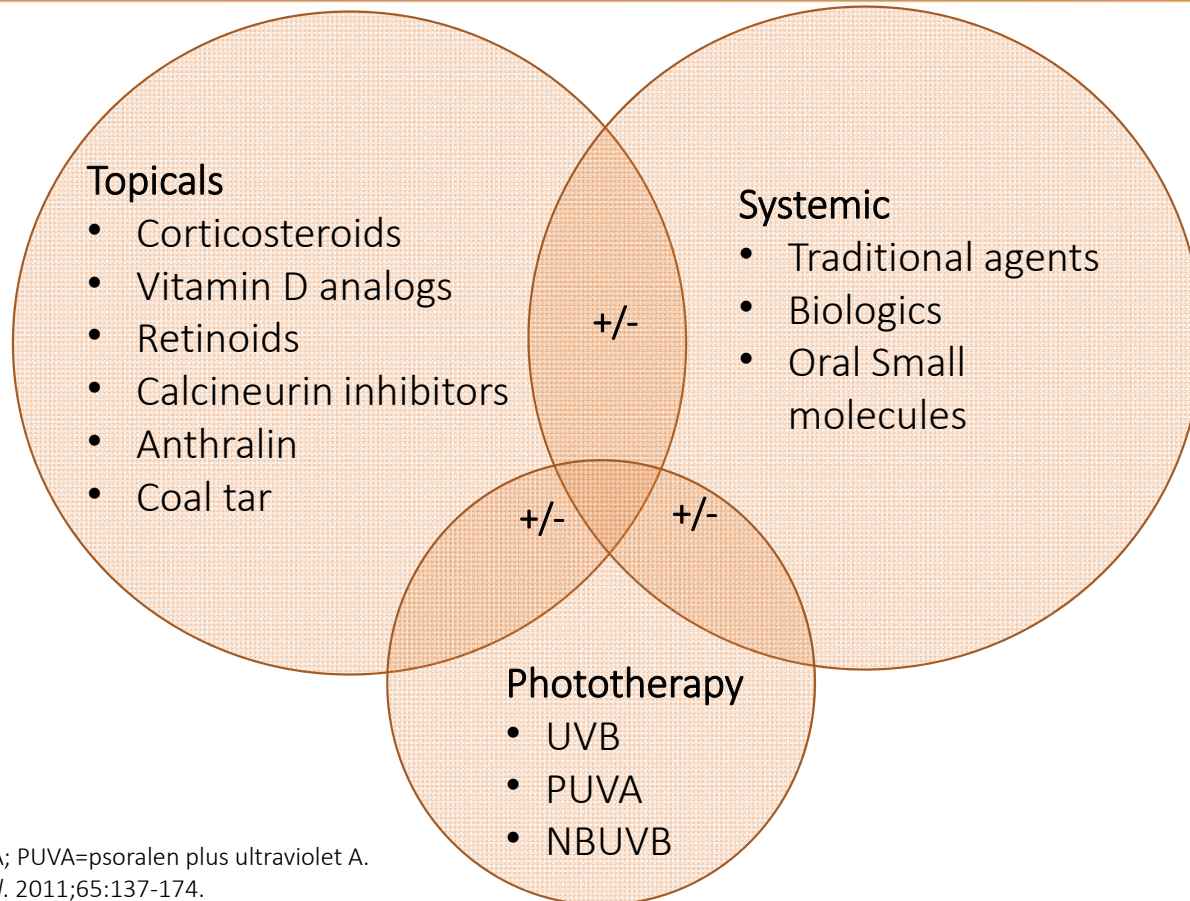 Topicals
• Corticosteroids
• Vitamin D analogs
• Retinoids
• Calcineurin inhibitors
• Anthralin
• Coal tar
+/-
Systemic
• Traditional agents
• Biologics
• Oral Small
molecules
+/-
+/-
Phototherapy
• UVB
• PUVA
• NBUVB
; PUVA=psoralen plus ultraviolet A.
. 2011;65:137-174.